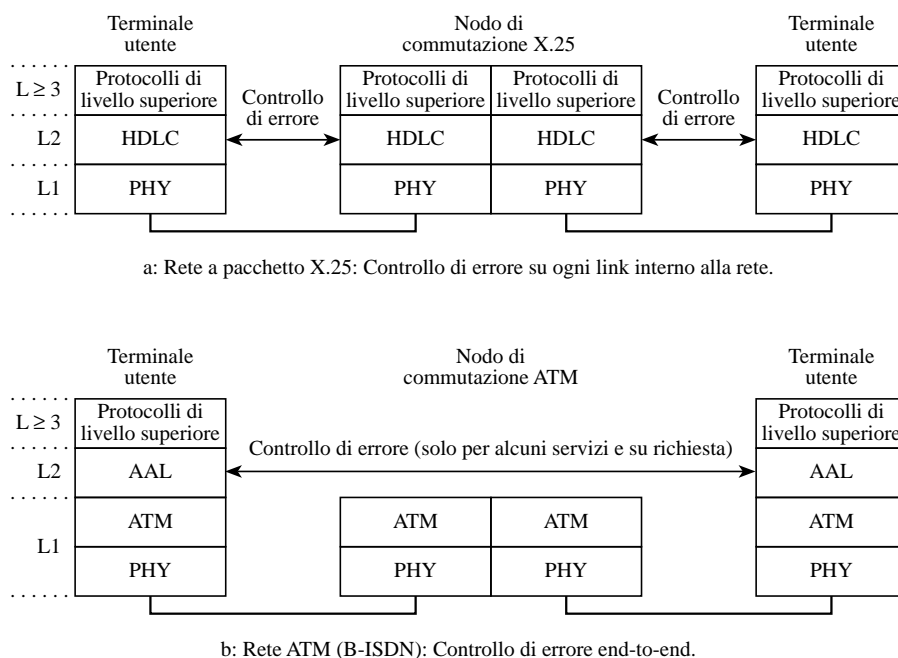 Terminale
utente
Nodo di
commutazione X.25
Terminale
utente
L ≥ 3
Protocolli di
livello superiore
Controllo
di errore
Protocolli di
livello superiore
Protocolli di
livello superiore
Controllo
di errore
Protocolli di
livello superiore
L2
HDLC
HDLC
HDLC
HDLC
L1
PHY
PHY
PHY
PHY
a: Rete a pacchetto X.25: Controllo di errore su ogni link interno alla rete.
Terminale
utente
Nodo di
commutazione ATM
Terminale
utente
L ≥ 3
Protocolli di
livello superiore
Protocolli di
livello superiore
Controllo di errore (solo per alcuni servizi e su richiesta)
L2
AAL
AAL
L1
ATM
ATM
ATM
ATM
PHY
PHY
PHY
PHY
b: Rete ATM (B-ISDN): Controllo di errore end-to-end.